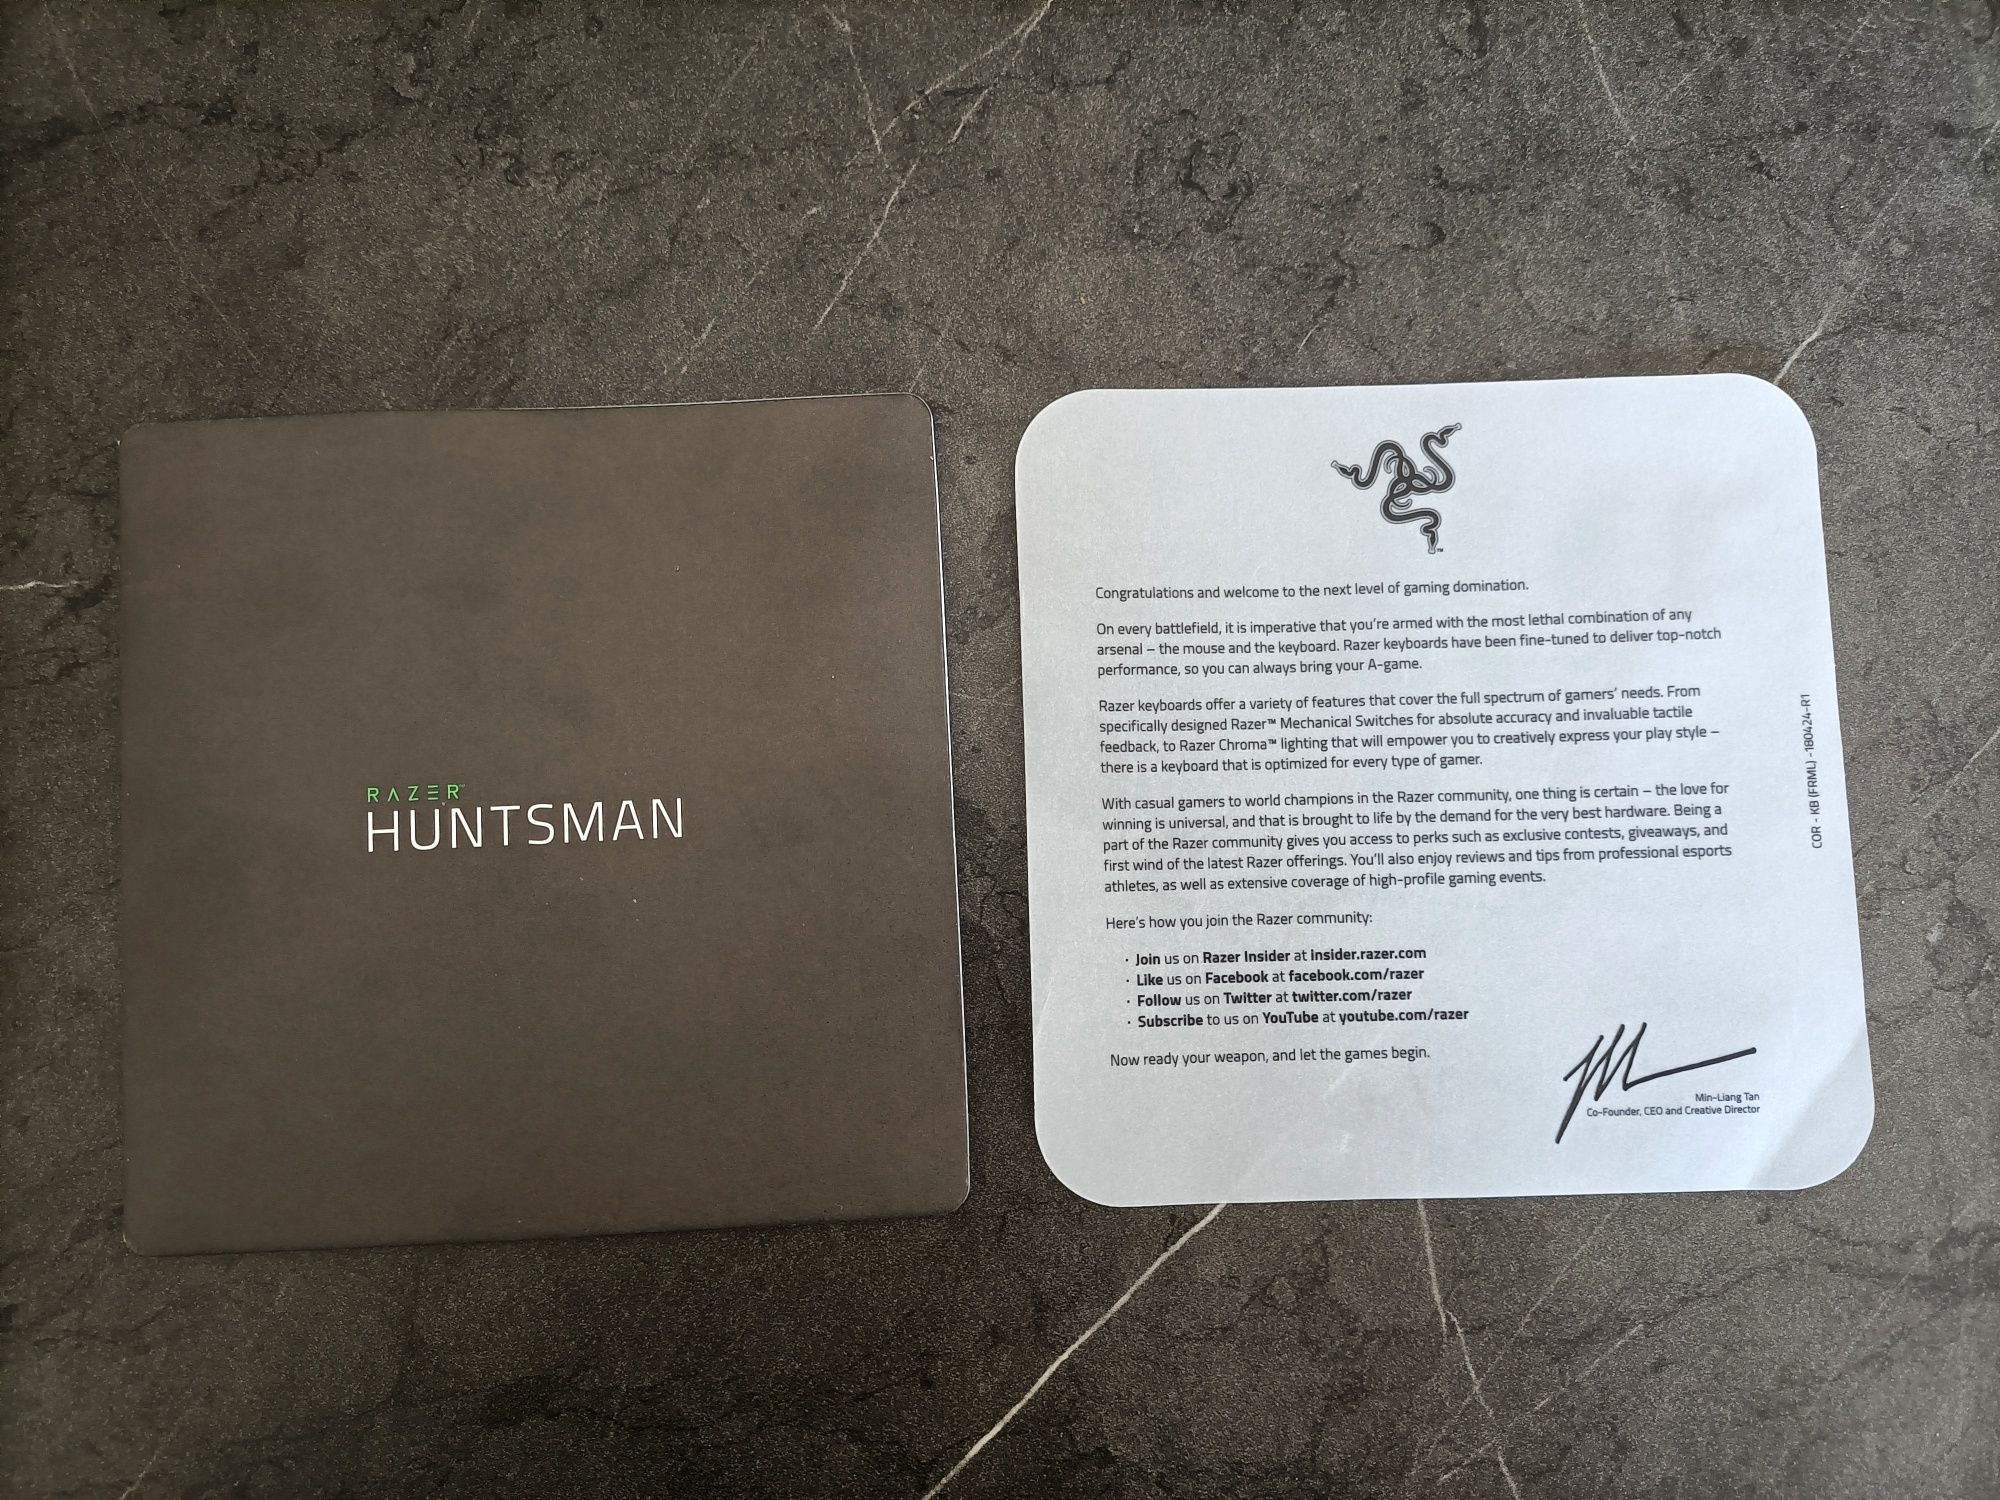 RAZER™
HUNTSMAN
Congratulations and welcome to the next level of gaming domination.
On every battlefield, it is imperative that you're armed with the most lethal combination of any
arsenal – the mouse and the keyboard. Razer keyboards have been fine-tuned to deliver top-notch
performance, so you can always bring your A-game.
Razer keyboards offer a variety of features that cover the full spectrum of gamers' needs. From
specifically designed Razer™ Mechanical Switches for absolute accuracy and invaluable tactile
feedback, to Razer Chroma™ lighting that will empower you to creatively express your play style –
there is a keyboard that is optimized for every type of gamer.
With casual gamers to world champions in the Razer community, one thing is certain – the love for
winning is universal, and that is brought to life by the demand for the very best hardware. Being a
part of the Razer community gives you access to perks such as exclusive contests, giveaways, and
first wind of the latest Razer offerings. You'll also enjoy reviews and tips from professional esports
athletes, as well as extensive coverage of high-profile gaming events.
Here's how you join the Razer community:
· Join us on Razer Insider at insider.razer.com
· Like us on Facebook at facebook.com/razer
· Follow us on Twitter at twitter.com/razer
· Subscribe to us on YouTube at youtube.com/razer
Now ready your weapon, and let the games begin.
Min-Liang Tan
Co-Founder, CEO and Creative Director
COR - KB (FRML) -180424-R1